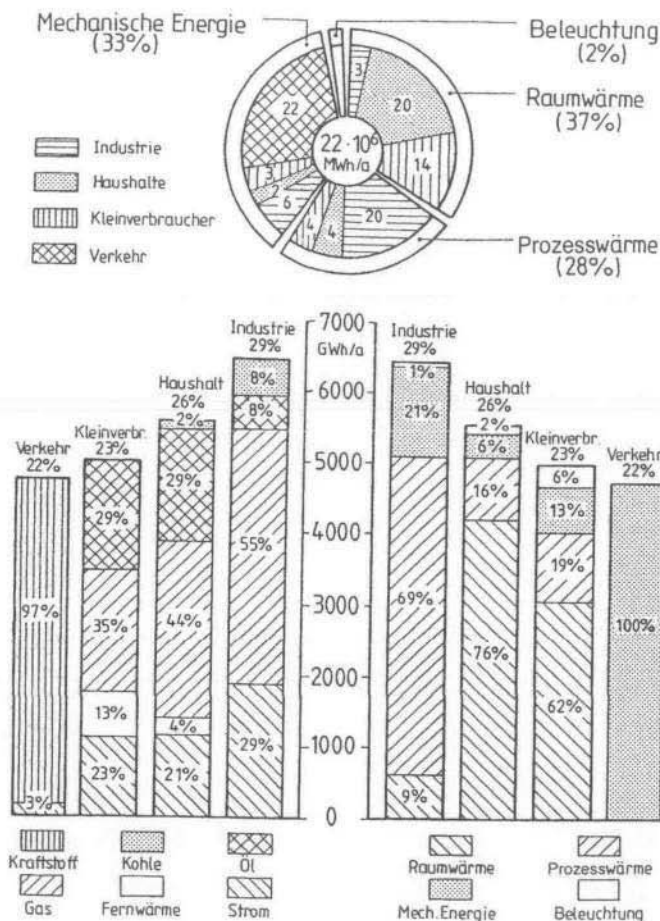 Mechanische Energie
(33%)
Beleuchtung
(2%)
Raumwärme
(37%)
Prozesswärme
(28%)
3
20
14
20
4
4
6
2
3
22
22·10⁶
MWh/a
Industrie
Haushalte
Kleinverbraucher
Verkehr
7000
GWh/a
6000
5000
4000
3000
2000
1000
0
Verkehr
22%
97%
3%
Kleinverbr.
23%
29%
35%
13%
23%
Haushalt
26%
2%
29%
44%
4%
21%
Industrie
29%
8%
8%
55%
29%
Industrie
29%
1%
21%
69%
9%
Haushalt
26%
2%
6%
16%
76%
Kleinverbr.
23%
6%
13%
19%
62%
Verkehr
22%
100%
Kraftstoff
Kohle
Öl
Gas
Fernwärme
Strom
Raumwärme
Prozesswärme
Mech. Energie
Beleuchtung